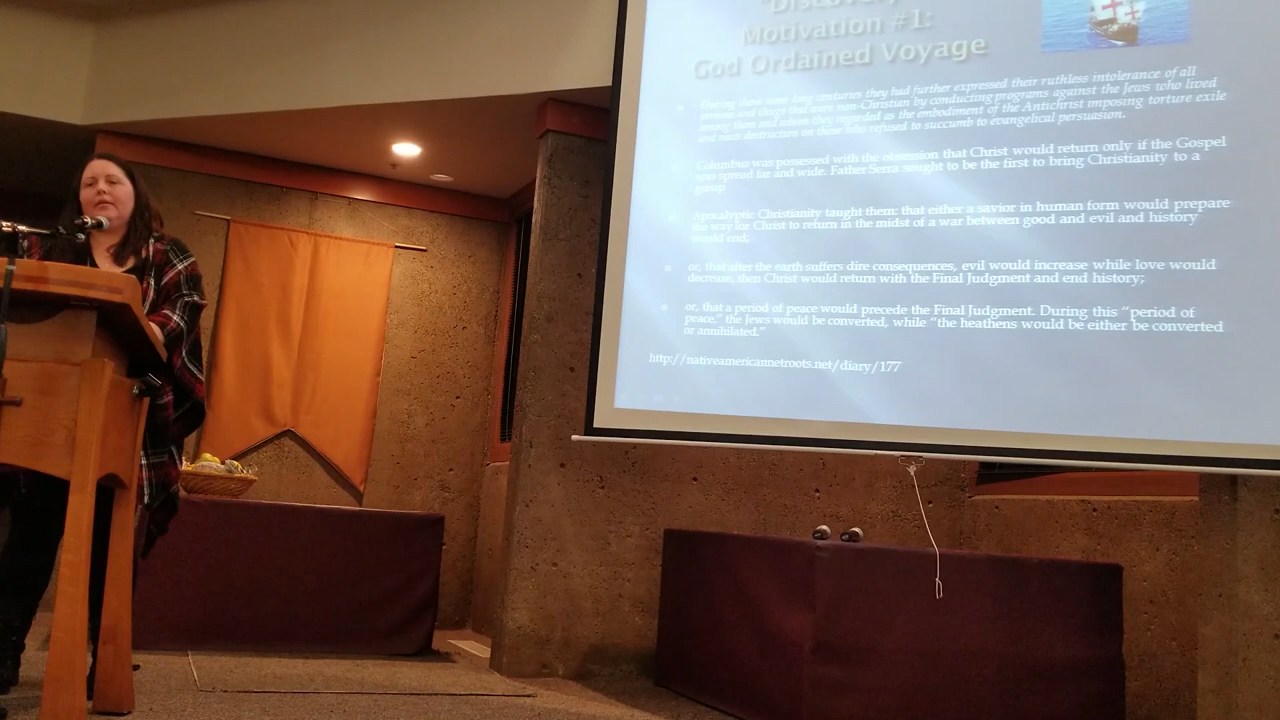 "Discovery"
Motivation #1:
God Ordained Voyage
During these same long centuries they had further expressed their ruthless intolerance of all
persons and things that were non-Christian by conducting programs against the Jews who lived
among them and whom they regarded as the embodiment of the Antichrist imposing torture exile
and mass destruction on those who refused to succumb to evangelical persuasion.
Columbus was possessed with the obsession that Christ would return only if the Gospel
was spread far and wide. Father Serra sought to be the first to bring Christianity to a
group
Apocalyptic Christianity taught them: that either a savior in human form would prepare
the way for Christ to return in the midst of a war between good and evil and history
would end;
or, that after the earth suffers dire consequences, evil would increase while love would
decrease, then Christ would return with the Final Judgment and end history;
or, that a period of peace would precede the Final Judgment. During this "period of
peace," the Jews would be converted, while "the heathens would be either be converted
or annihilated."
http://nativeamericannetroots.net/diary/177